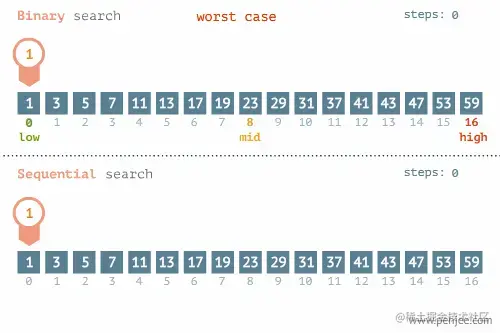 Binary search worst case steps: 0
1
1 3 5 7 11 13 17 19 23 29 31 37 41 43 47 53 59
0 1 2 3 4 5 6 7 8 9 10 11 12 13 14 15 16
low mid high
Sequential search steps: 0
1
1 3 5 7 11 13 17 19 23 29 31 37 41 43 47 53 59
0 1 2 3 4 5 6 7 8 9 10 11 12 13 14 15 16
@稀土掘金技术社区
www.penjee.com